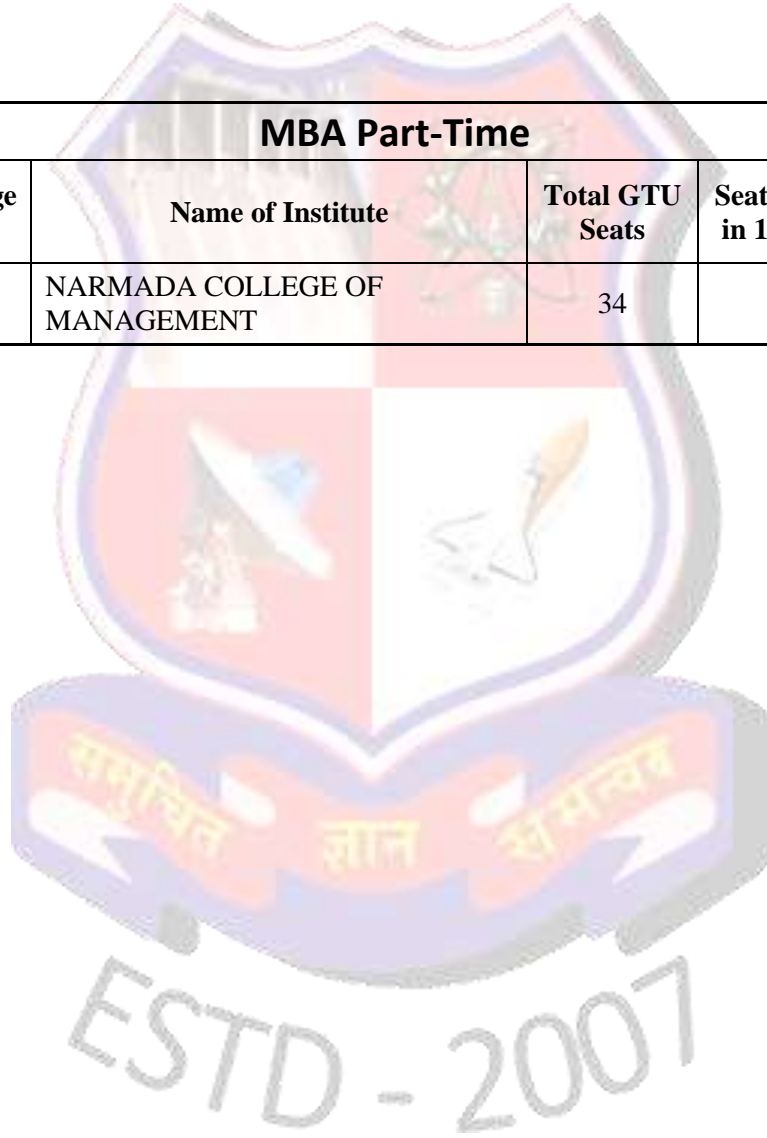 MBA Part-Time
ge
Name of Institute
Total GTU
Seats
Seat
in 1
NARMADA COLLEGE OF
MANAGEMENT
34
समुचित ज्ञान
ESTD - 2007